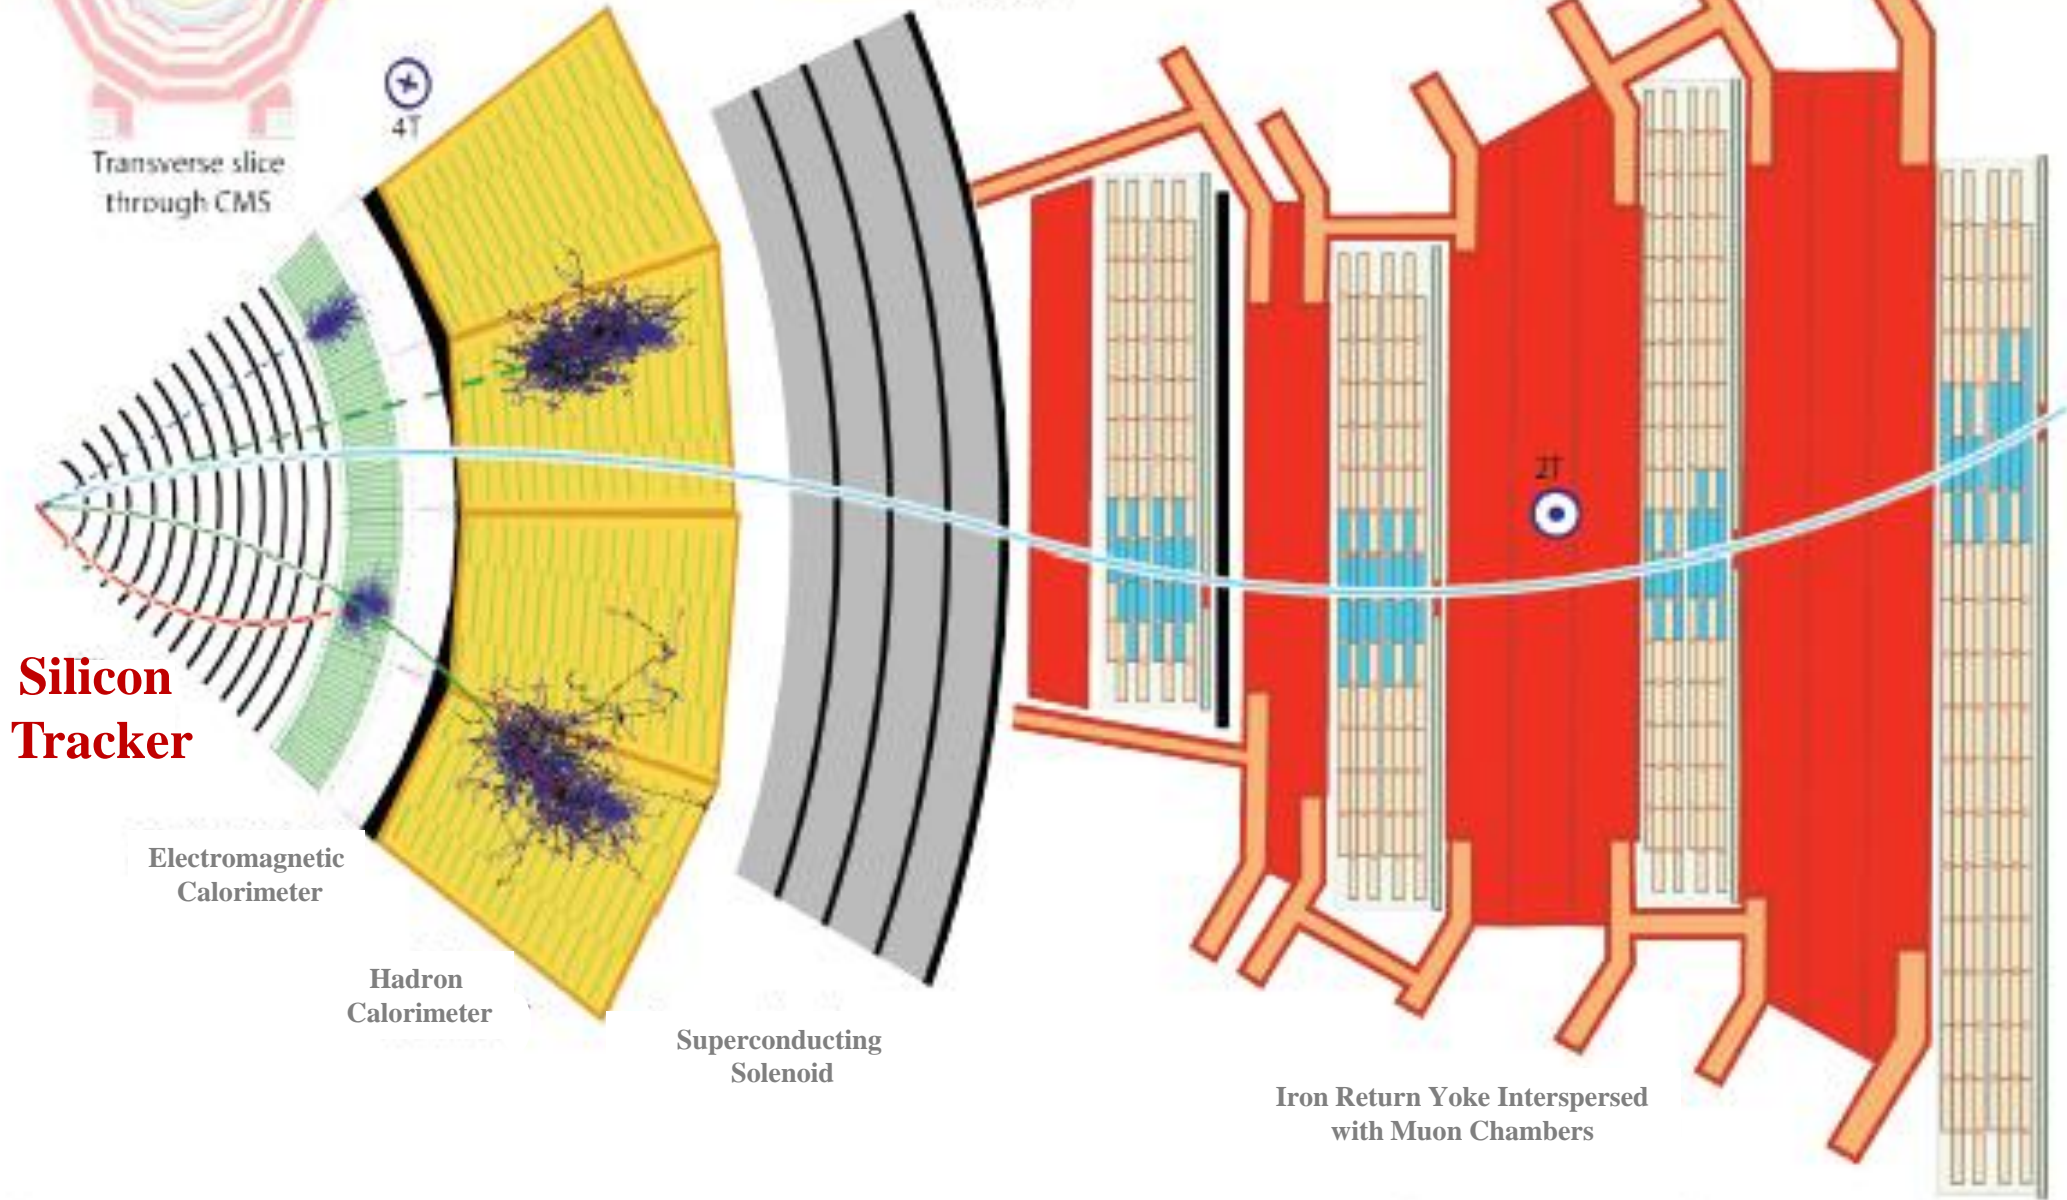 4T
Transverse slice
through CMS
2T
Silicon
Tracker
Electromagnetic
Calorimeter
Hadron
Calorimeter
Superconducting
Solenoid
Iron Return Yoke Interspersed
with Muon Chambers